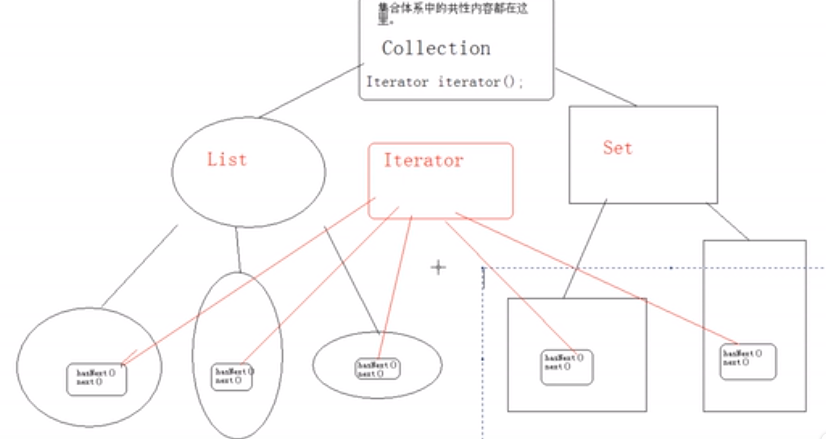 集合体系中的共性内容都在这
里。
Collection
Iterator iterator();
List
Iterator
Set
hasNext()
next()
hasNext()
next()
hasNext()
next()
hasNext()
next()
hasNext()
next()